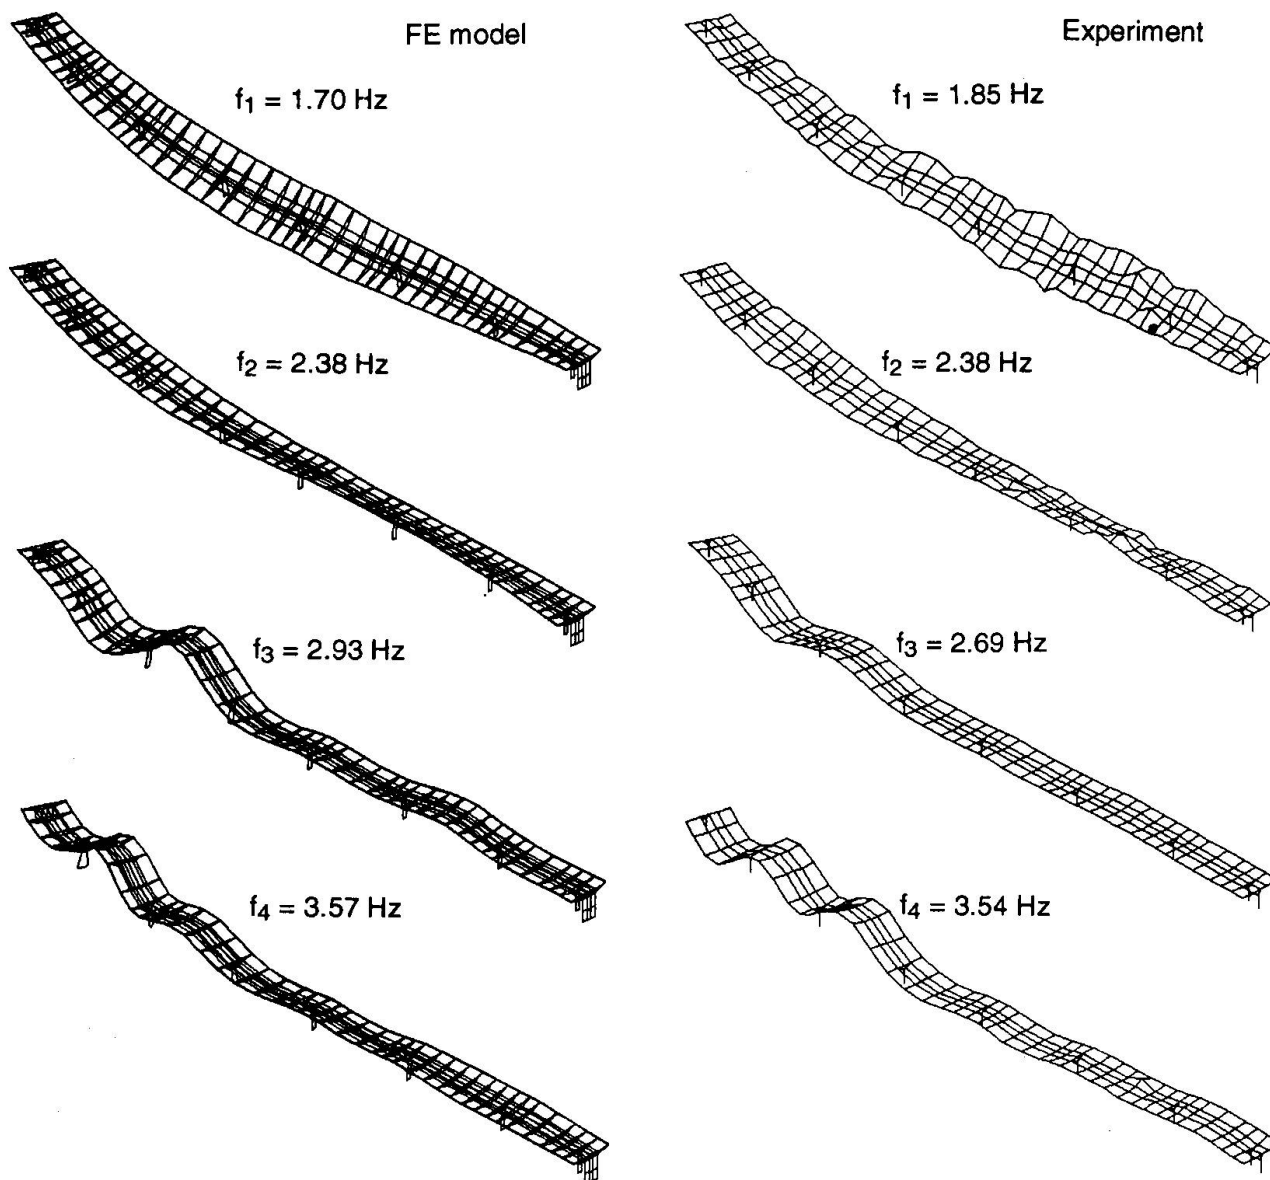 FE model
Experiment
f1 = 1.70 Hz
f1 = 1.85 Hz
f2 = 2.38 Hz
f2 = 2.38 Hz
f3 = 2.93 Hz
f3 = 2.69 Hz
f4 = 3.57 Hz
f4 = 3.54 Hz